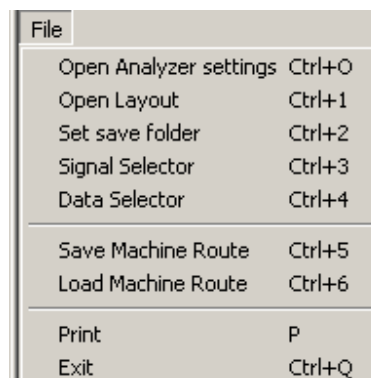 File
Open Analyzer settings Ctrl+O
Open Layout Ctrl+1
Set save folder Ctrl+2
Signal Selector Ctrl+3
Data Selector Ctrl+4
Save Machine Route Ctrl+5
Load Machine Route Ctrl+6
Print P
Exit Ctrl+Q